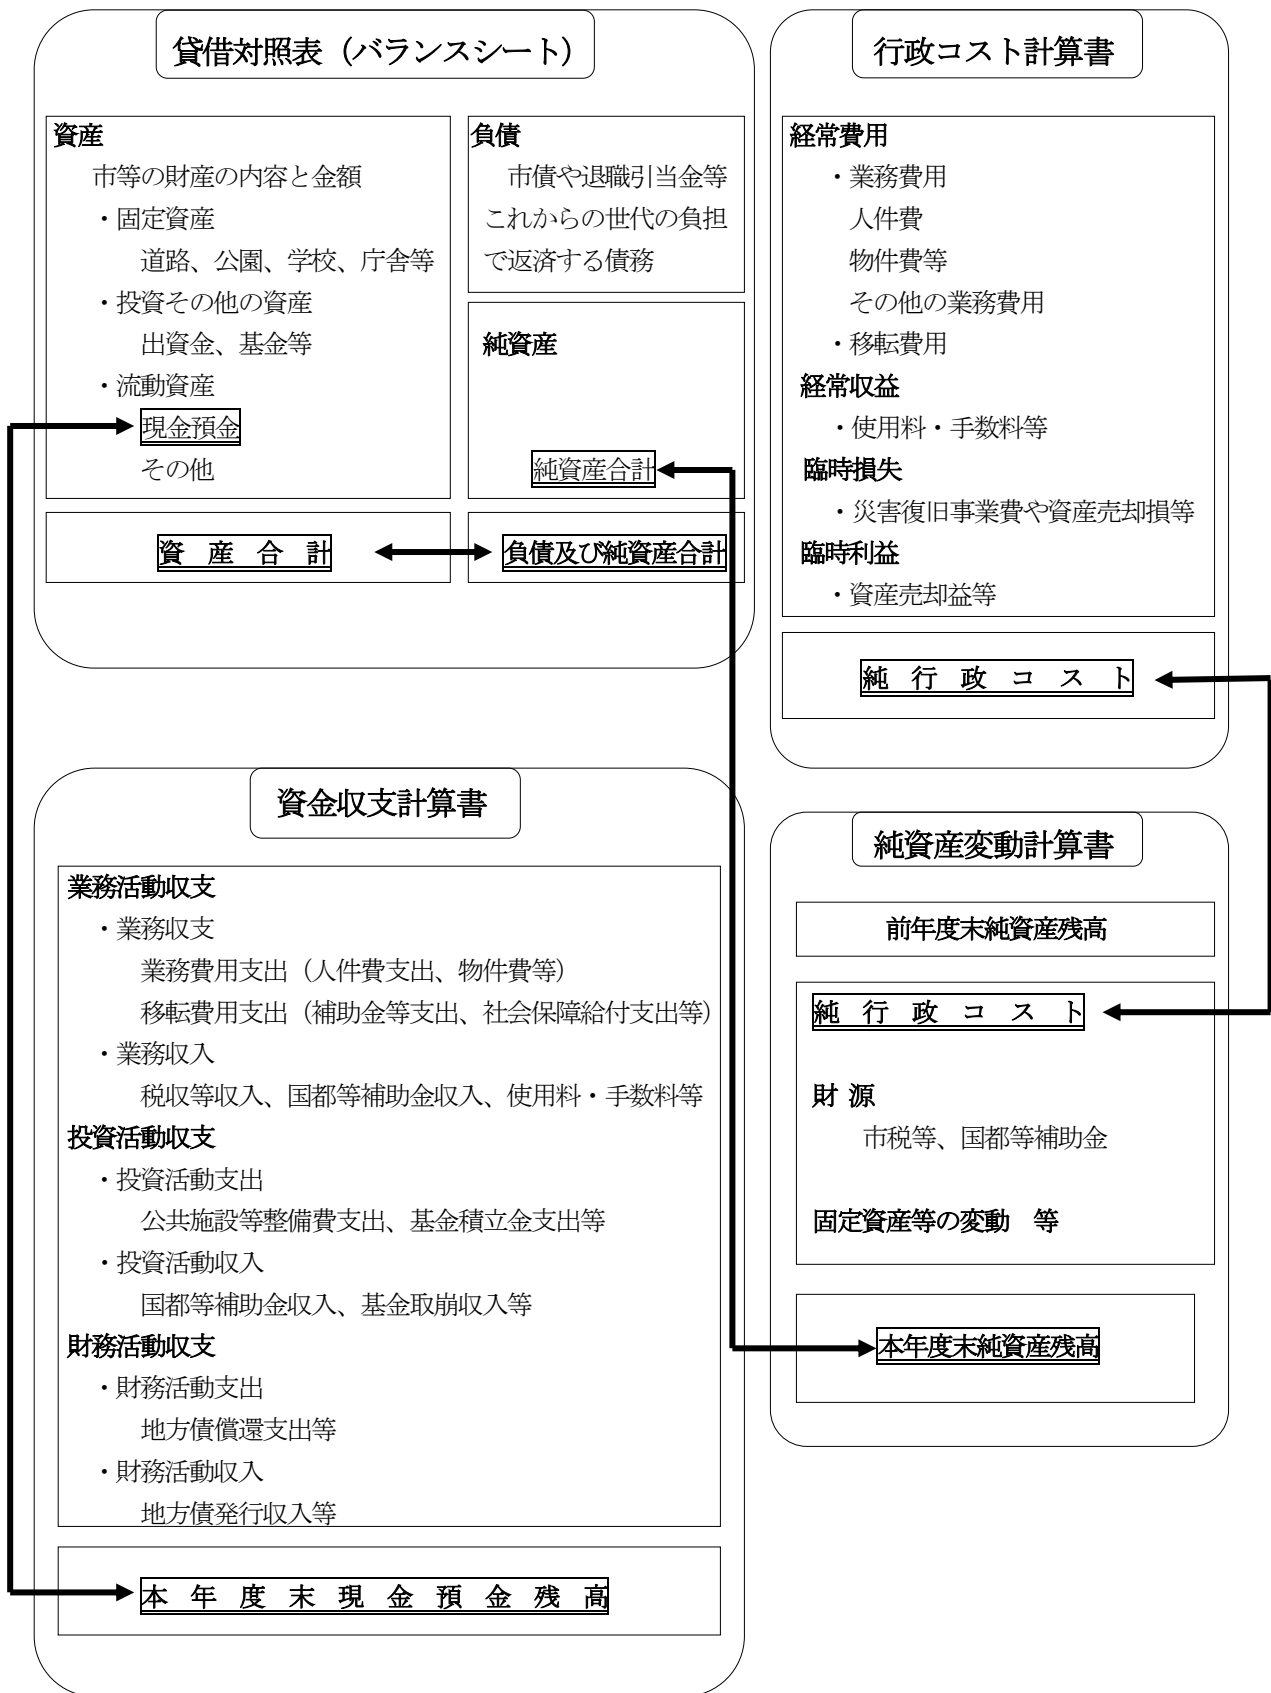 貸借対照表（バランスシート）
資産
市等の財産の内容と金額
・固定資産
道路、公園、学校、庁舎等
・投資その他の資産
出資金、基金等
・流動資産
現金預金
その他
負債
市債や退職引当金等
これからの世代の負担
で返済する債務
純資産
純資産合計
資　産　合　計
負債及び純資産合計
行政コスト計算書
経常費用
・業務費用
人件費
物件費等
その他の業務費用
・移転費用
経常収益
・使用料・手数料等
臨時損失
・災害復旧事業費や資産売却損等
臨時利益
・資産売却益等
純　行　政　コ　ス　ト
資金収支計算書
業務活動収支
・業務収支
業務費用支出（人件費支出、物件費等）
移転費用支出（補助金等支出、社会保障給付支出等）
・業務収入
税収等収入、国都等補助金収入、使用料・手数料等
投資活動収支
・投資活動支出
公共施設等整備費支出、基金積立金支出等
・投資活動収入
国都等補助金収入、基金取崩収入等
財務活動収支
・財務活動支出
地方債償還支出等
・財務活動収入
地方債発行収入等
本　年　度　末　現　金　預　金　残　高
純資産変動計算書
前年度末純資産残高
純　行　政　コ　ス　ト
財 源
市税等、国都等補助金
固定資産等の変動　等
本年度末純資産残高